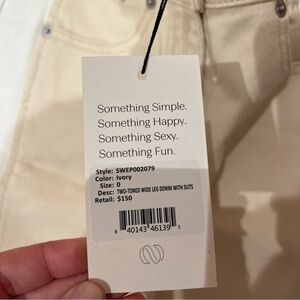 Something Simple.
Something Happy.
Something Sexy.
Something Fun.
Style: SWEP002079
Color: Ivory
Size: 0
Desc: TWO-TONED WIDE LEG DENIM WITH SLITS
Retail: $150
8 40143 46139 5